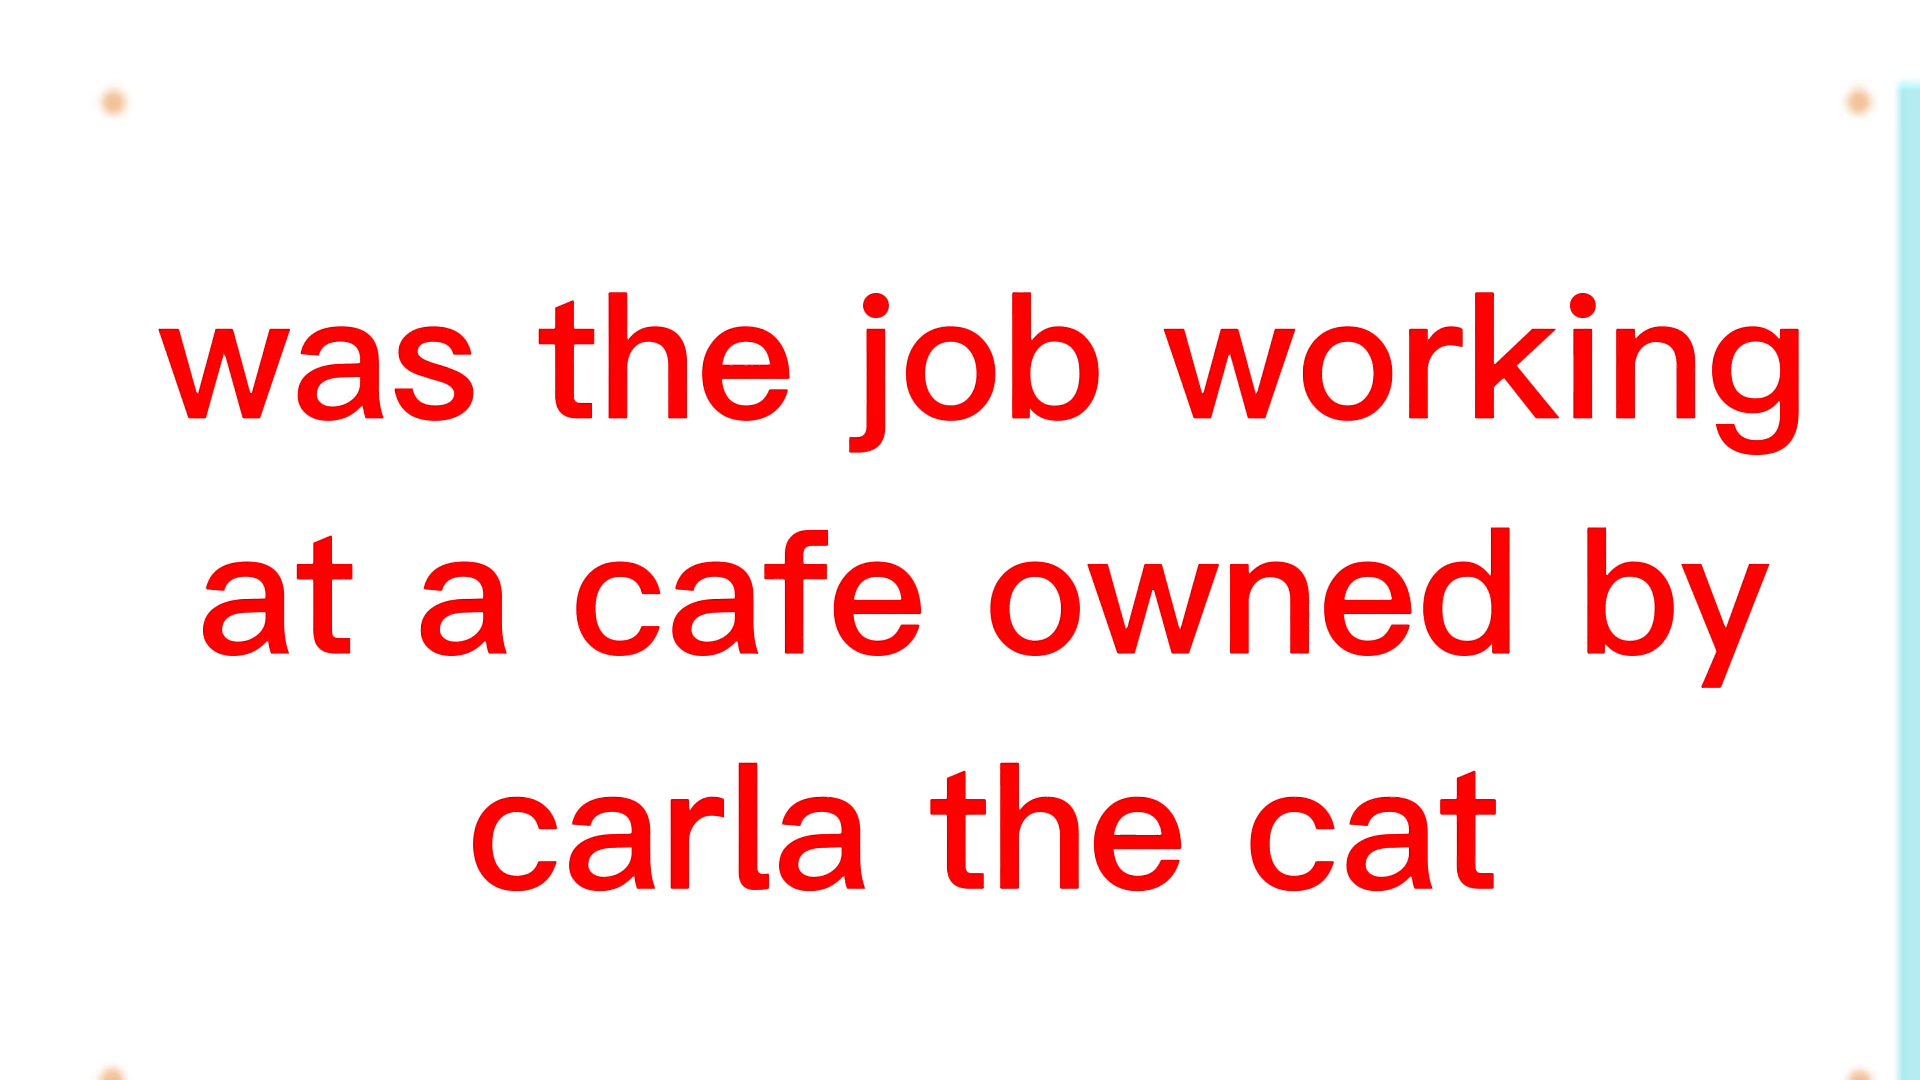 was the job working
at a cafe owned by
carla the cat